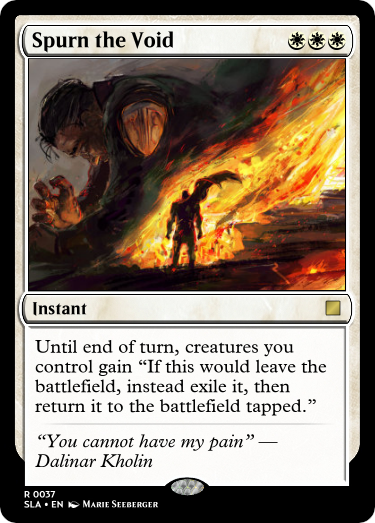 Spurn the Void
Instant
Until end of turn, creatures you
control gain “If this would leave the
battlefield, instead exile it, then
return it to the battlefield tapped.”
“You cannot have my pain” —
Dalinar Kholin
R 0037
SLA • EN Marie Seeberger